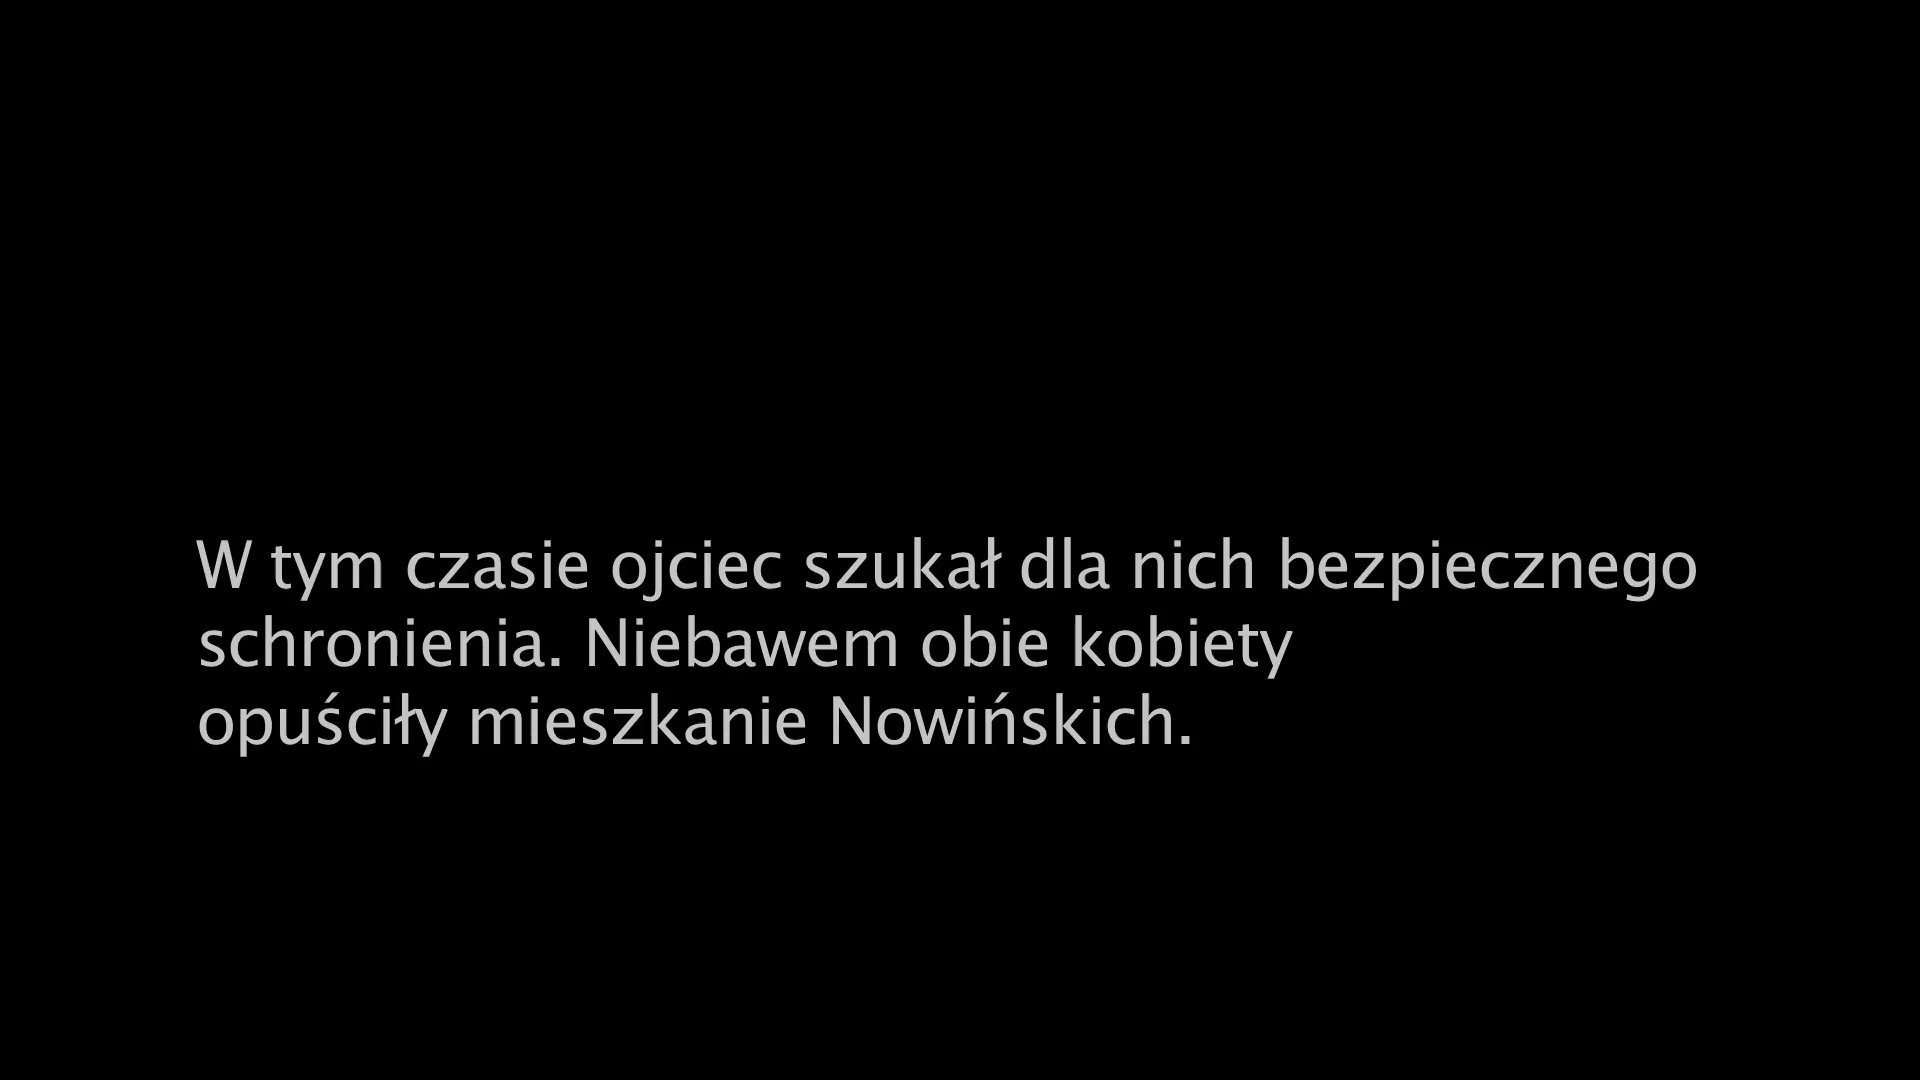 W tym czasie ojciec szukał dla nich bezpiecznego
schronienia. Niebawem obie kobiety
opuściły mieszkanie Nowińskich.